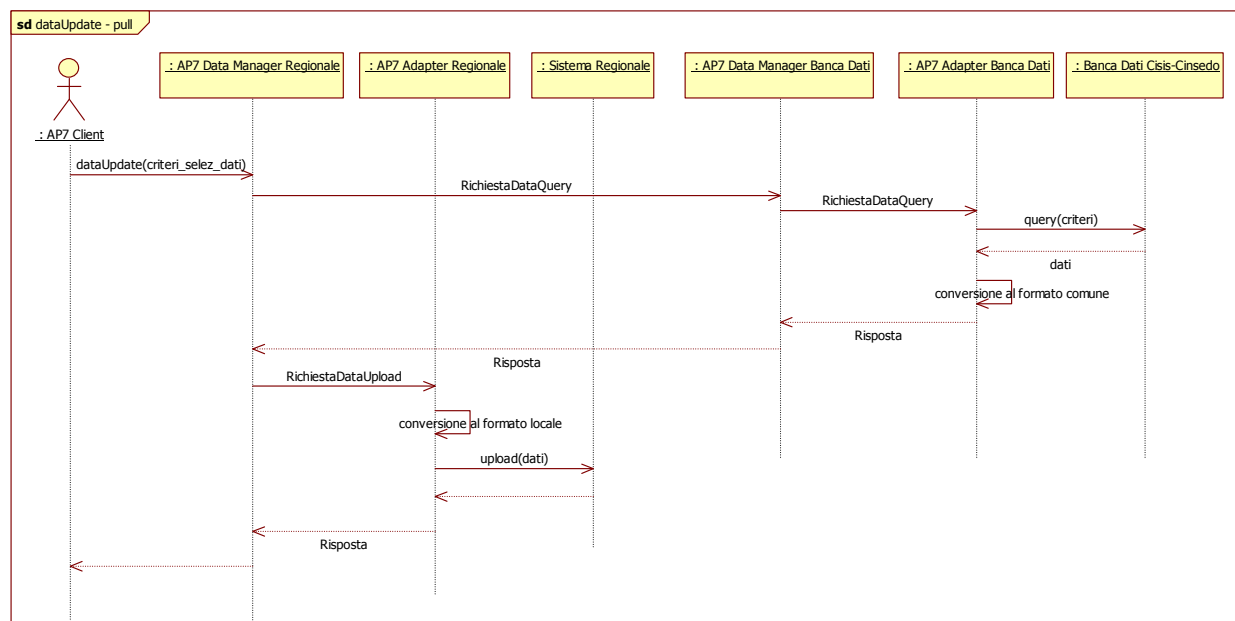 sd dataUpdate - pull
: AP7 Data Manager Regionale
: AP7 Adapter Regionale
: Sistema Regionale
: AP7 Data Manager Banca Dati
: AP7 Adapter Banca Dati
: Banca Dati Cisis-Cinsedo
: AP7 Client
dataUpdate(criteri_selez_dati)
RichiestaDataQuery
RichiestaDataQuery
query(criteri)
dati
conversione al formato comune
Risposta
Risposta
RichiestaDataUpload
conversione al formato locale
upload(dati)
Risposta